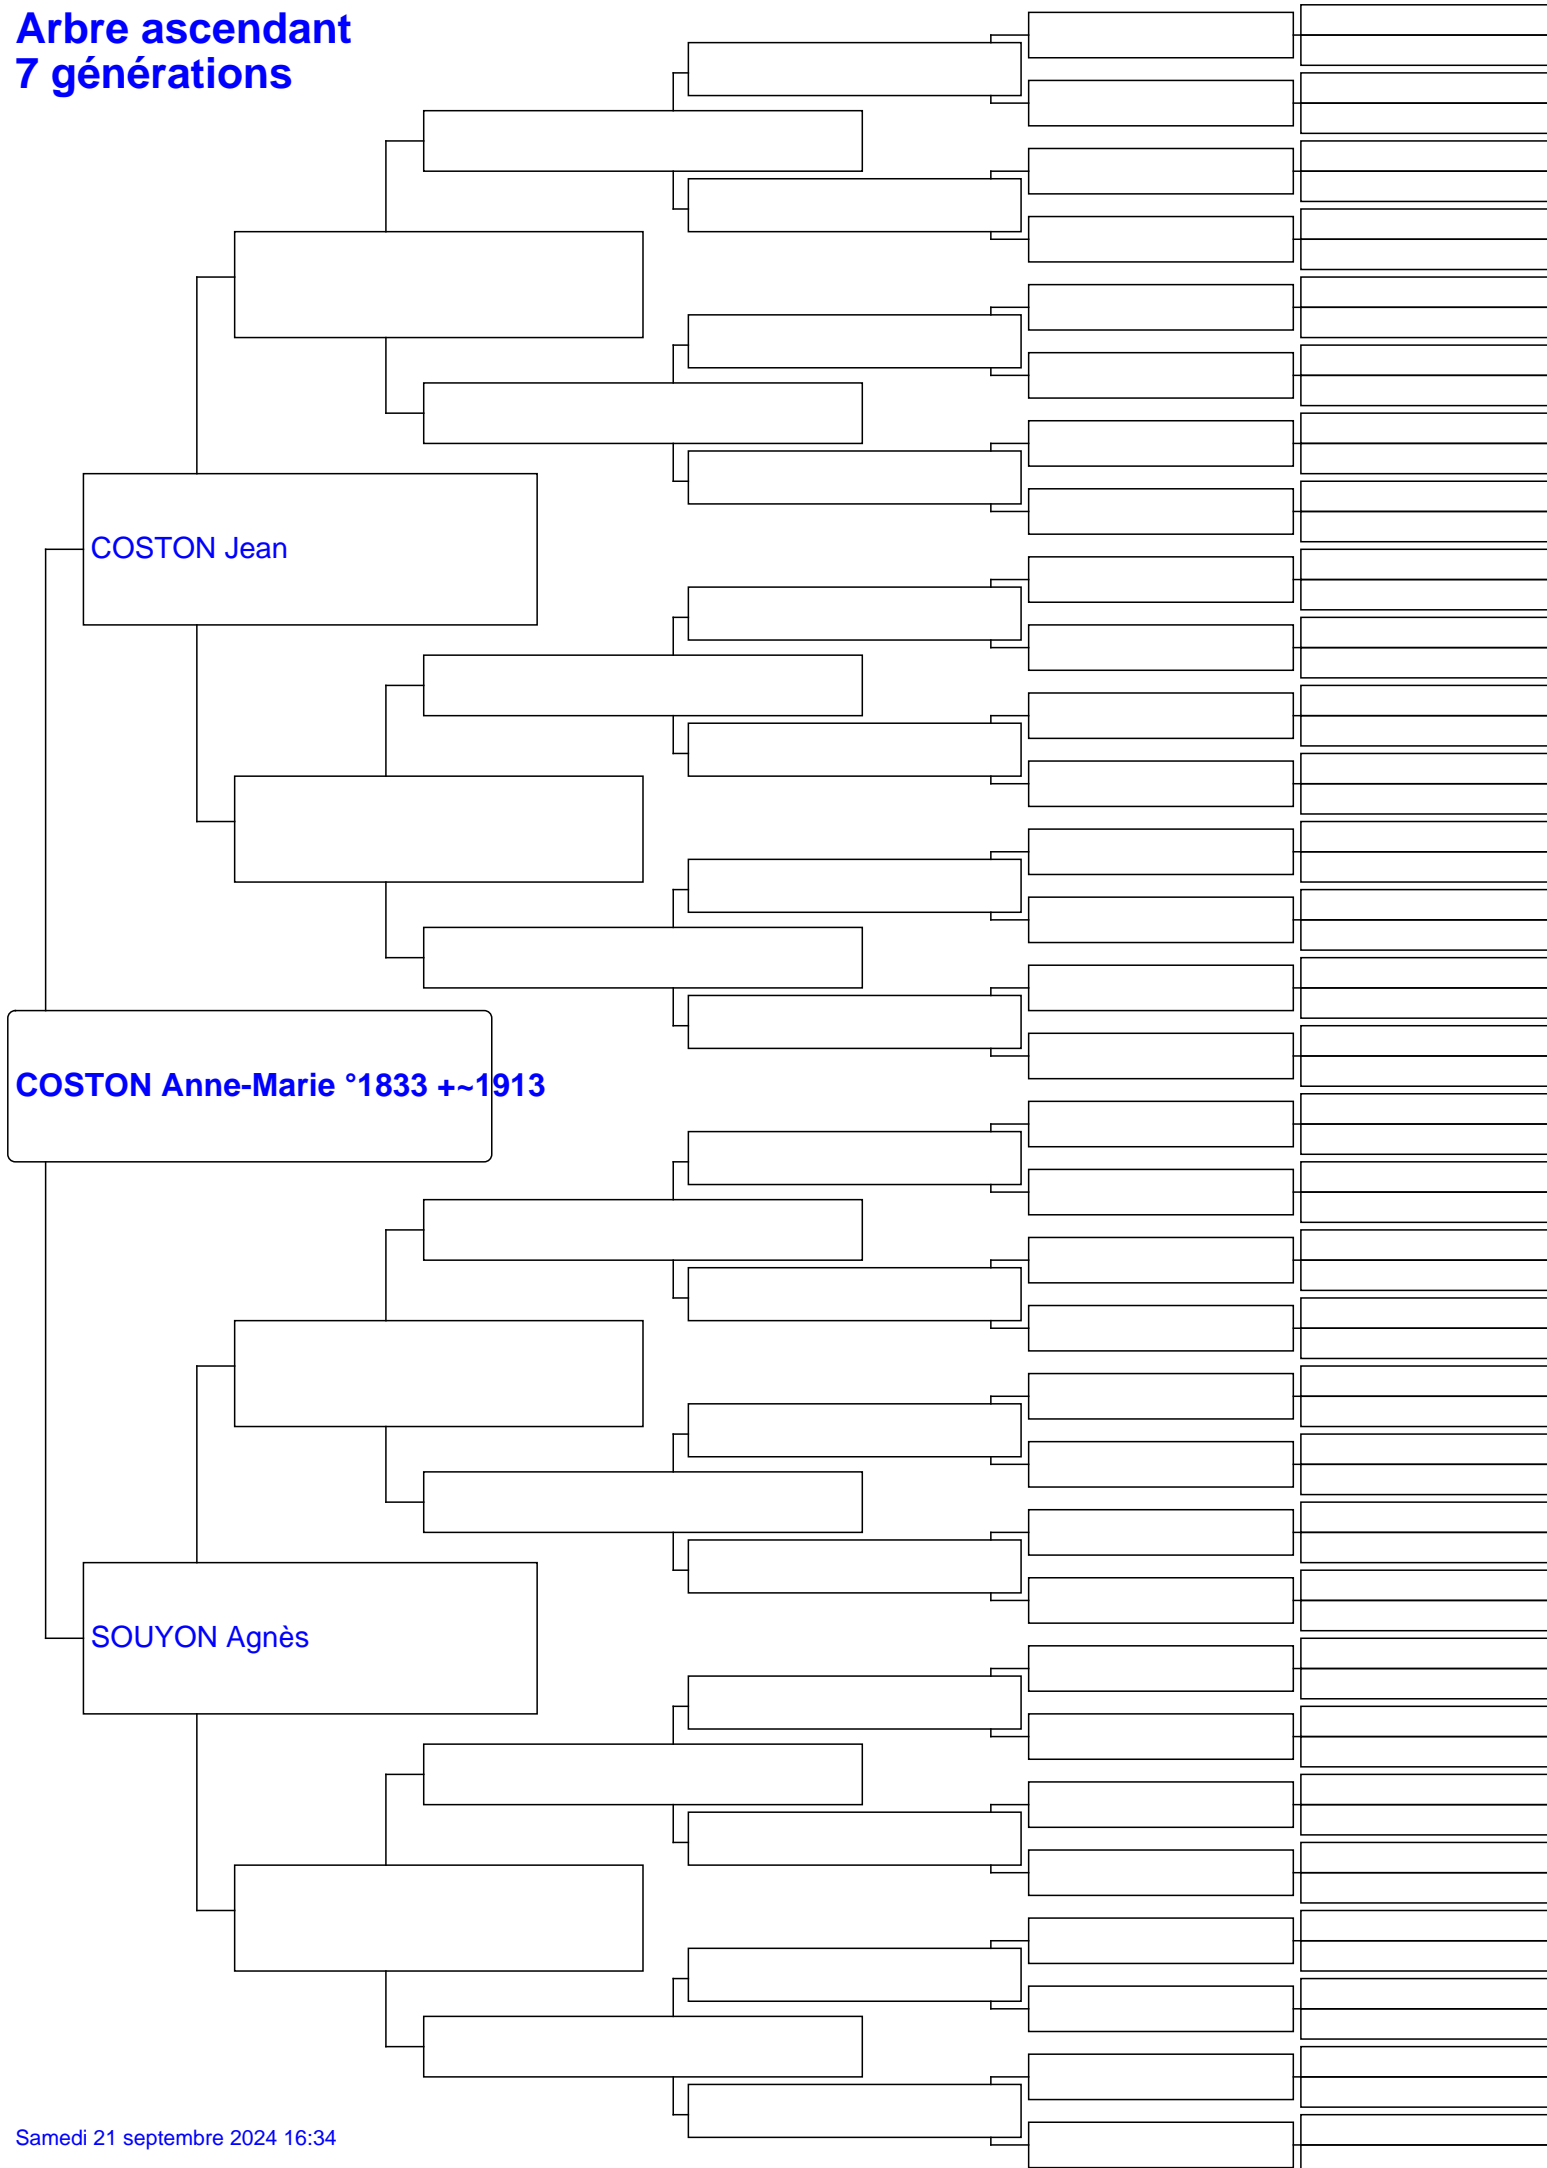 Arbre ascendant
7 générations
COSTON Jean
COSTON Anne-Marie °1833 +~1913
SOUYON Agnès
Samedi 21 septembre 2024 16:34